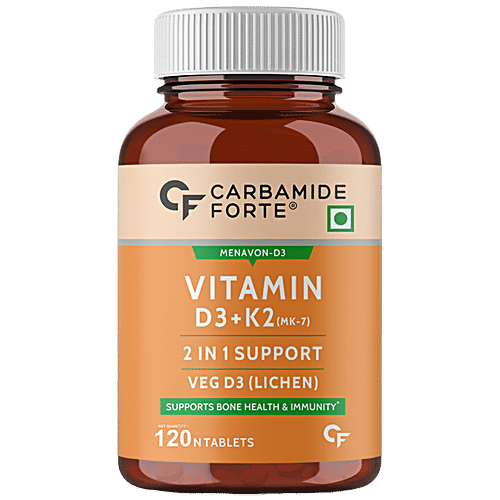 CF CARBAMIDE
FORTE®
MENAVON-D3
VITAMIN
D3+K2(MK-7)
2 IN 1 SUPPORT
VEG D3 (LICHEN)
SUPPORTS BONE HEALTH & IMMUNITY*
NET QUANTITY
120 N TABLETS
CF